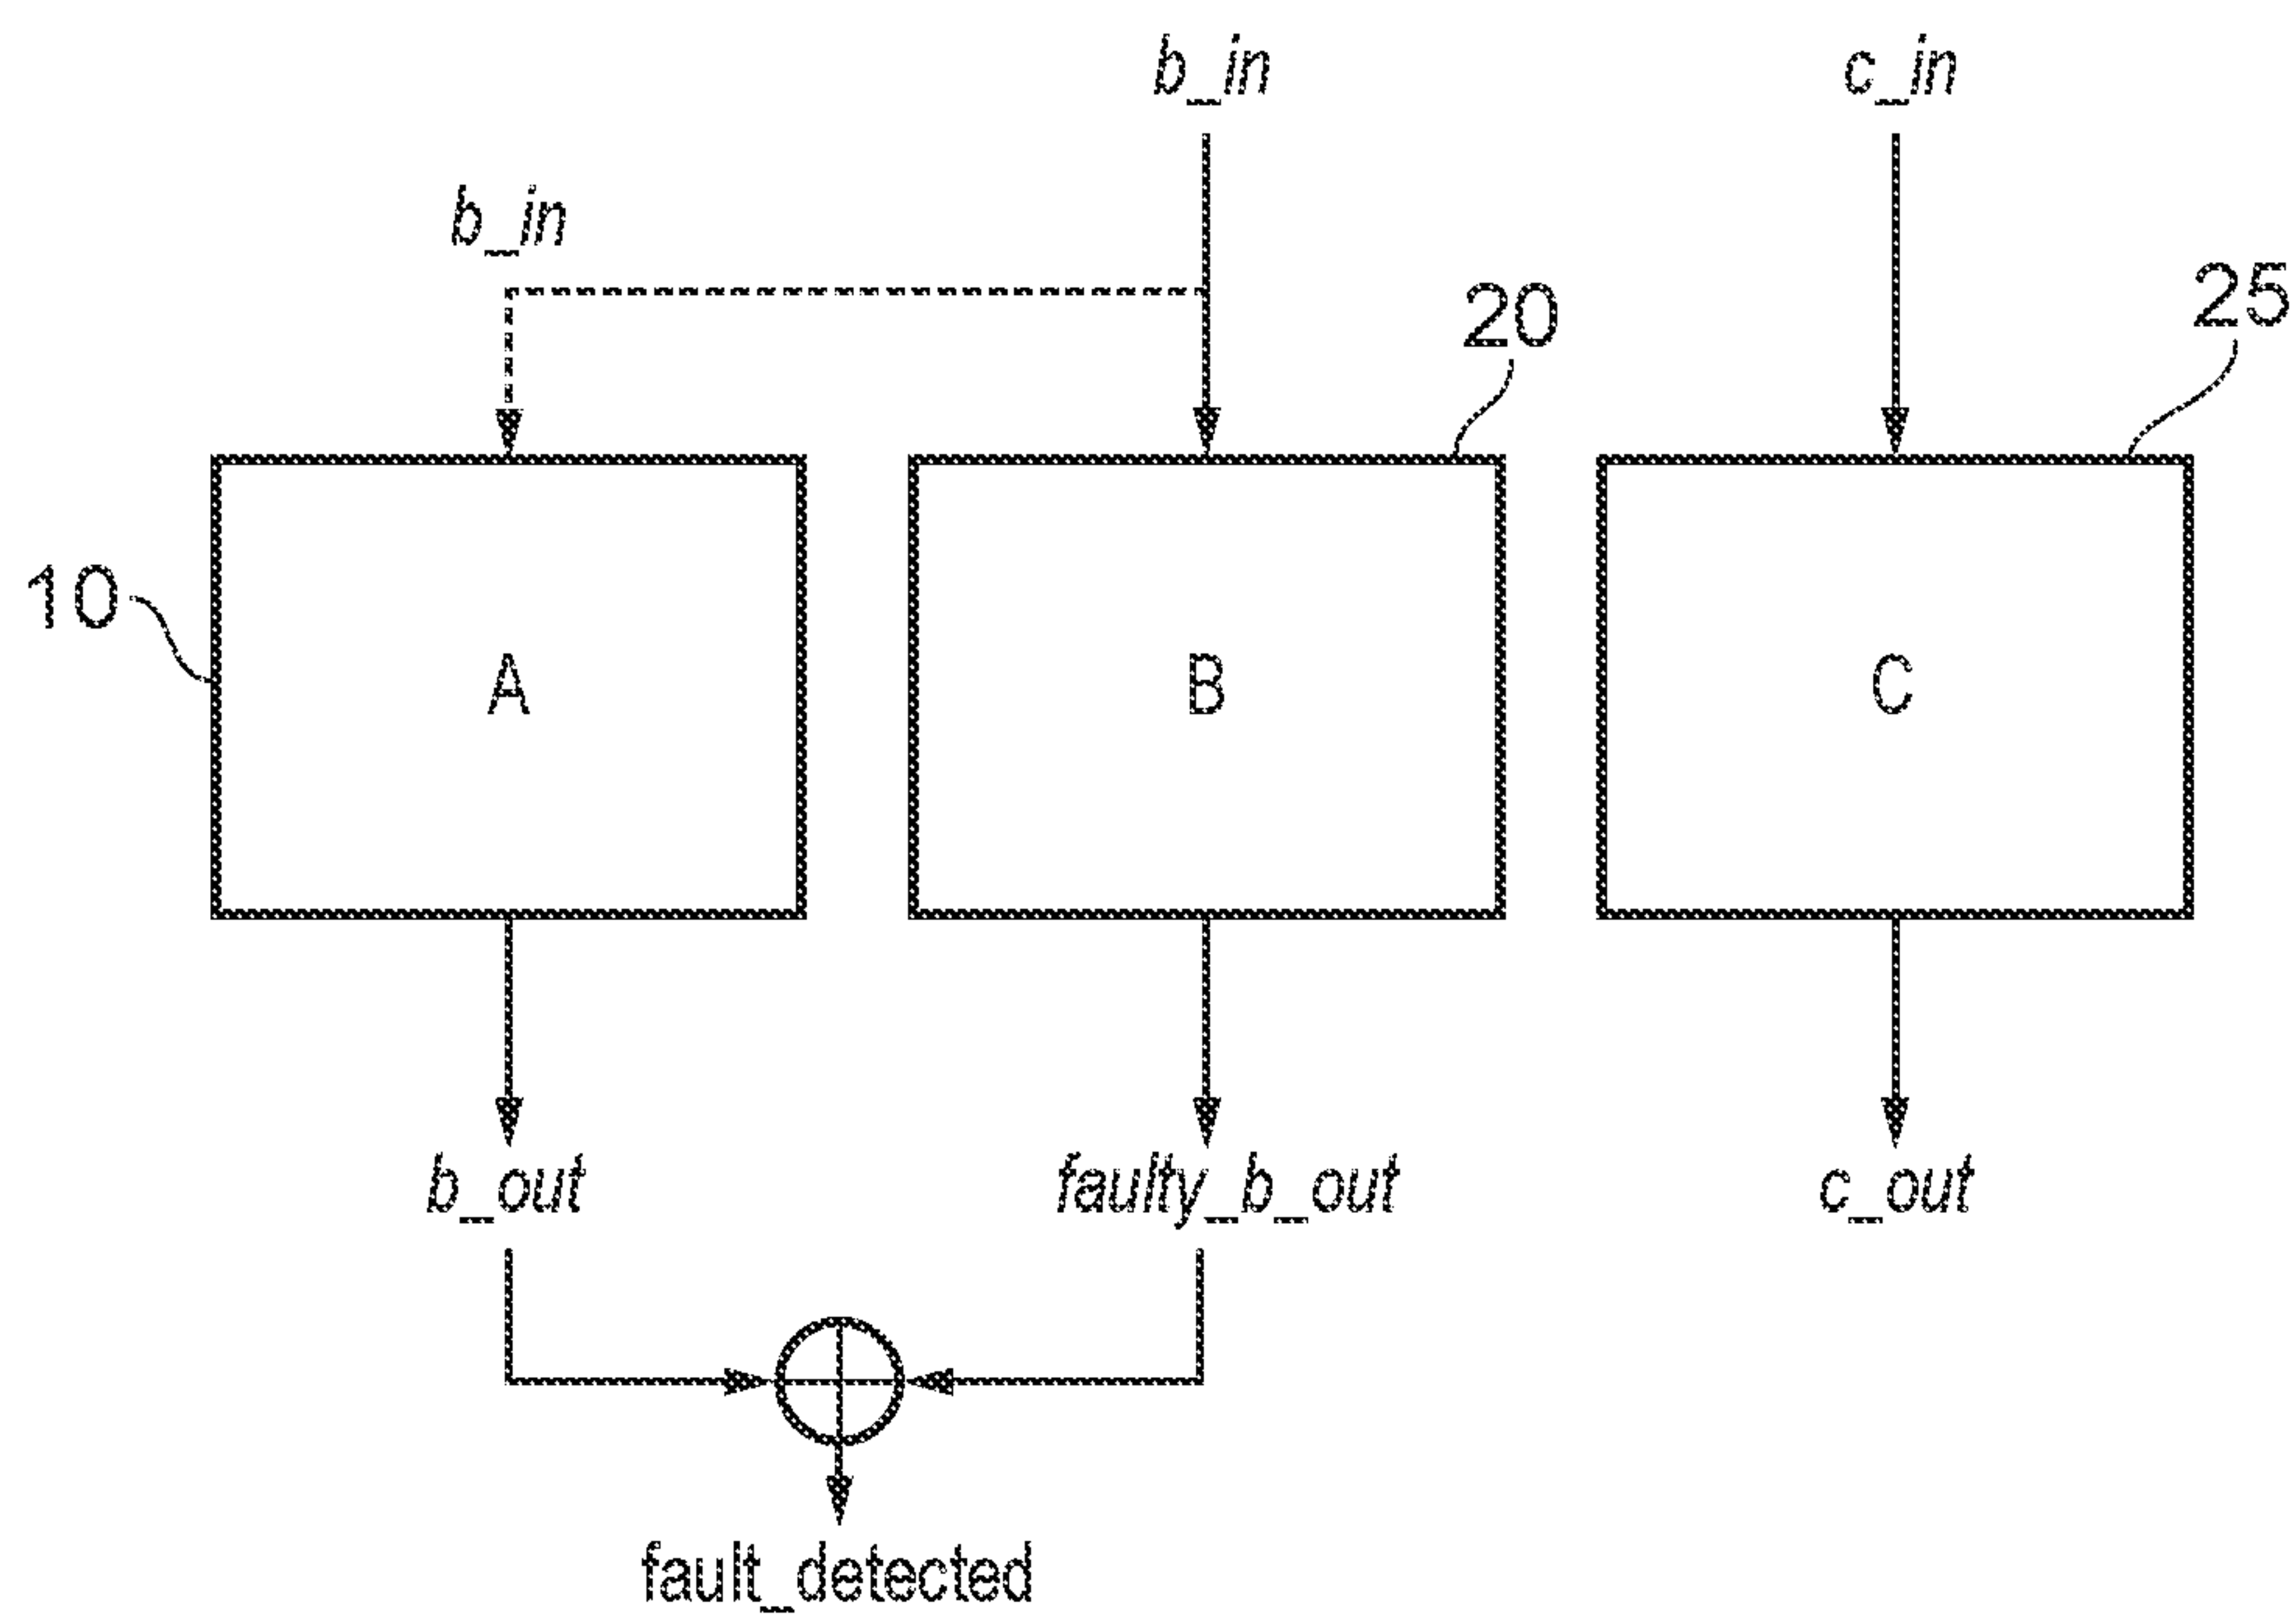 b_in
c_in
b_in
20
25
10
A
B
C
b_out
faulty_b_out
c_out
fault_detected